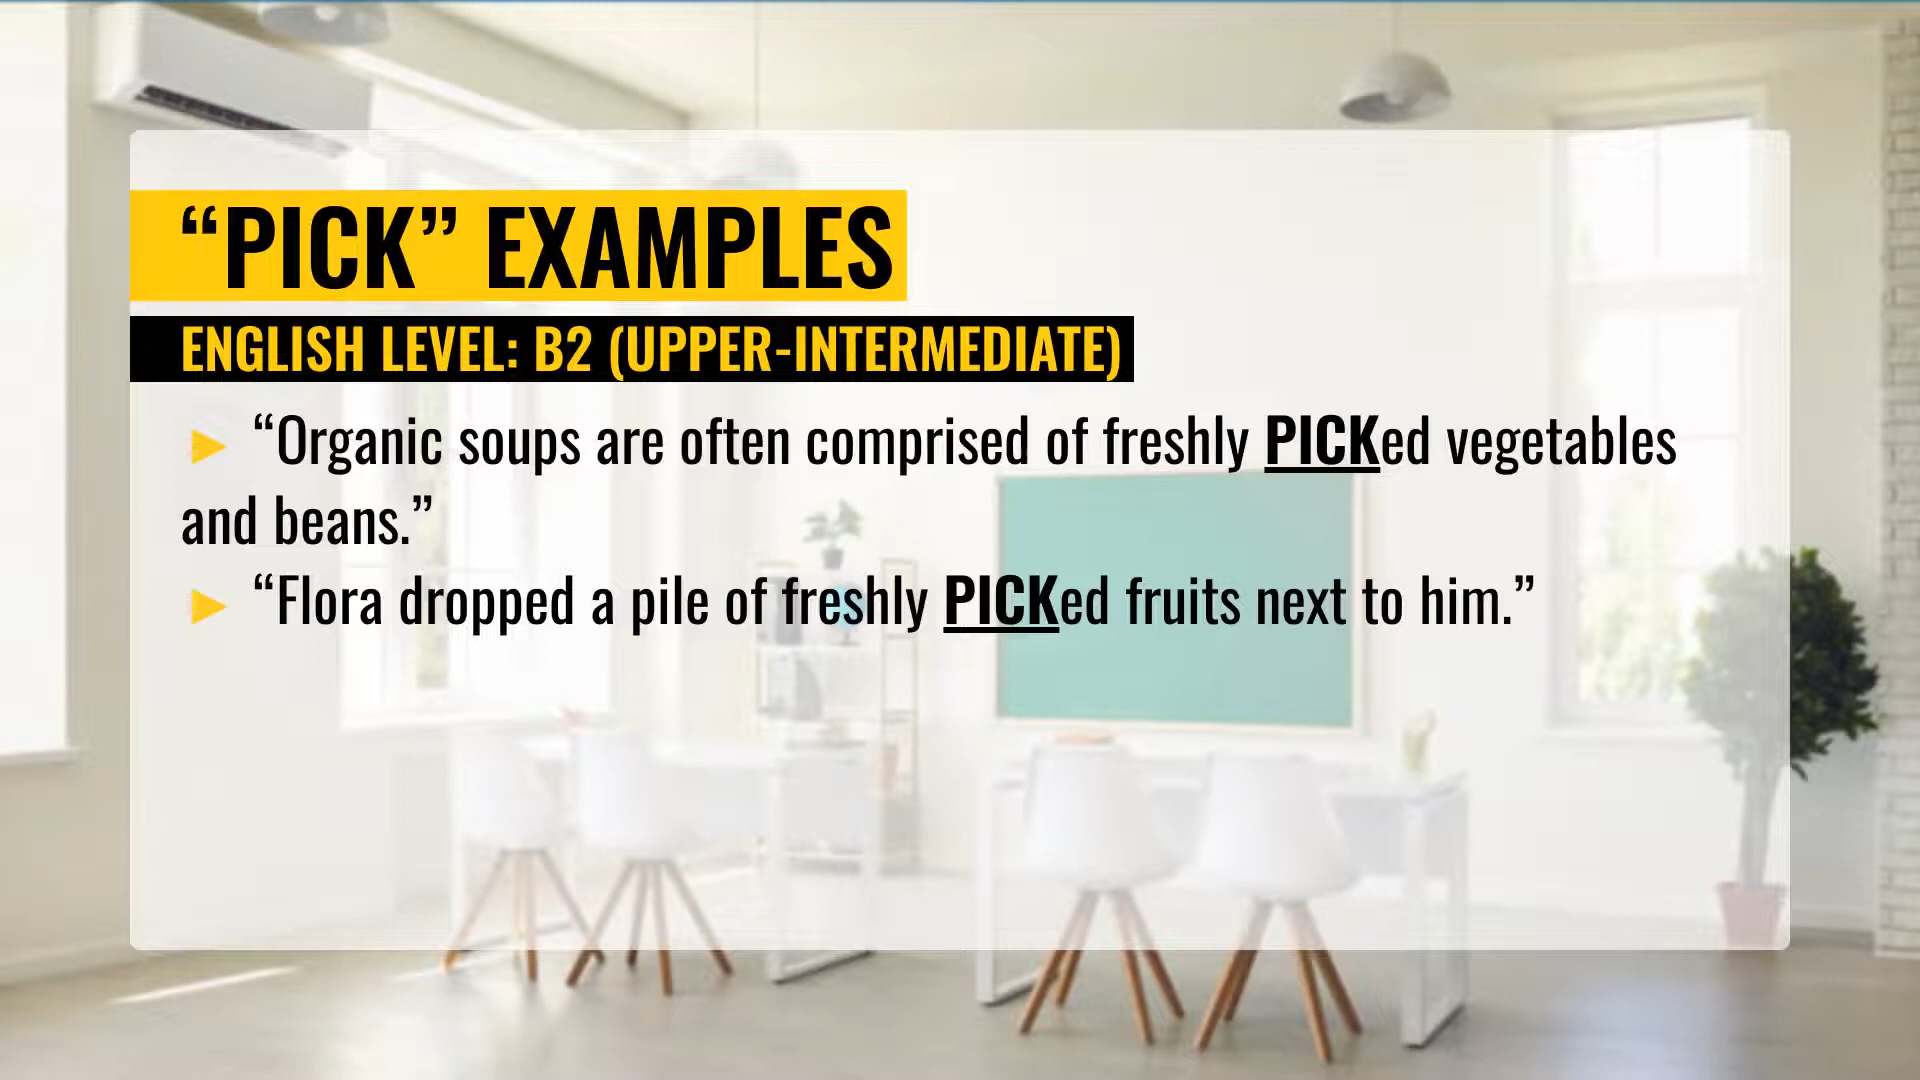 “PICK” EXAMPLES
ENGLISH LEVEL: B2 (UPPER-INTERMEDIATE)
► “Organic soups are often comprised of freshly PICKed vegetables
and beans.”
► “Flora dropped a pile of freshly PICKed fruits next to him.”